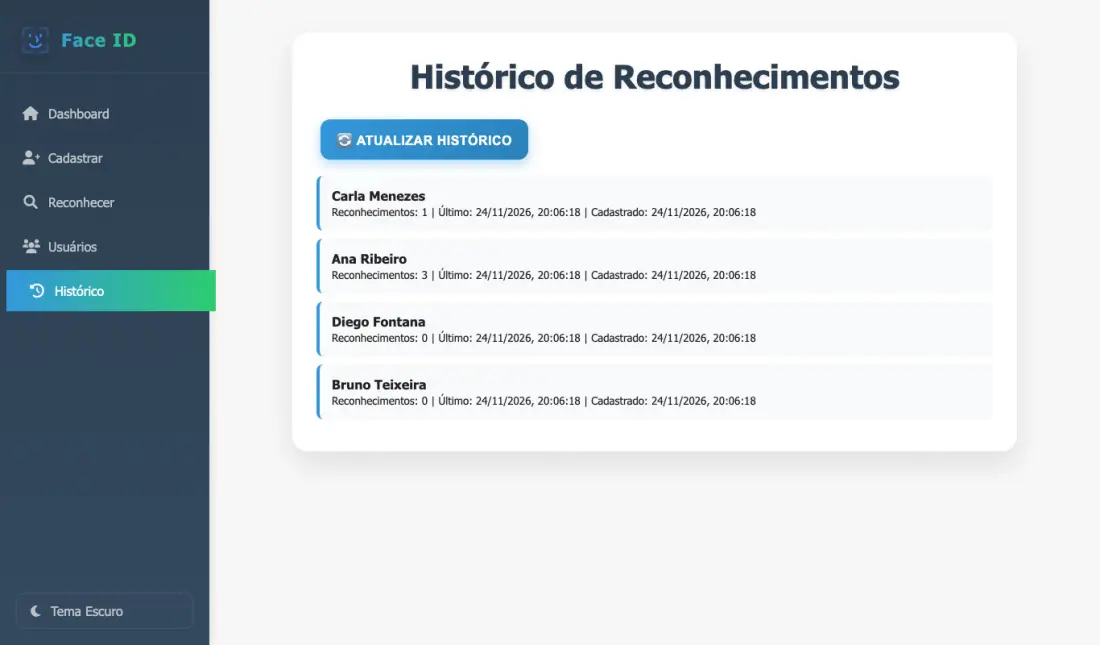 Face ID
Dashboard
Cadastrar
Reconhecer
Usuários
Histórico
Tema Escuro
Histórico de Reconhecimentos
ATUALIZAR HISTÓRICO
Carla Menezes
Reconhecimentos: 1 | Último: 24/11/2026, 20:06:18 | Cadastrado: 24/11/2026, 20:06:18
Ana Ribeiro
Reconhecimentos: 3 | Último: 24/11/2026, 20:06:18 | Cadastrado: 24/11/2026, 20:06:18
Diego Fontana
Reconhecimentos: 0 | Último: 24/11/2026, 20:06:18 | Cadastrado: 24/11/2026, 20:06:18
Bruno Teixeira
Reconhecimentos: 0 | Último: 24/11/2026, 20:06:18 | Cadastrado: 24/11/2026, 20:06:18